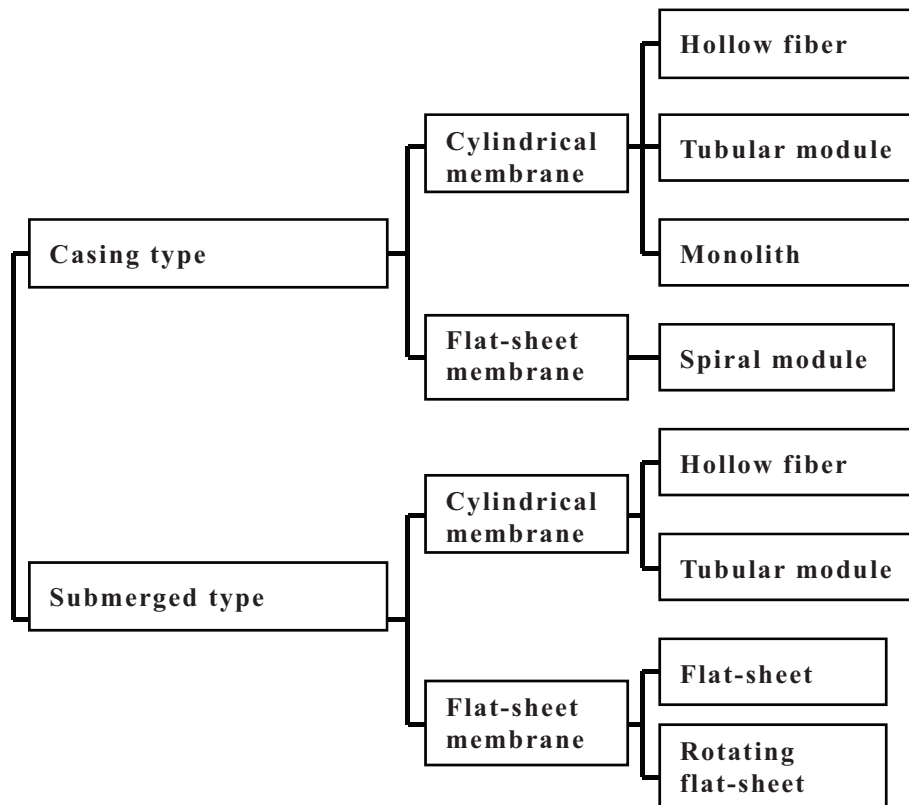 Hollow fiber
Cylindrical
membrane
Tubular module
Casing type
Monolith
Flat-sheet
membrane
Spiral module
Hollow fiber
Cylindrical
membrane
Tubular module
Submerged type
Flat-sheet
Flat-sheet
membrane
Rotating
flat-sheet